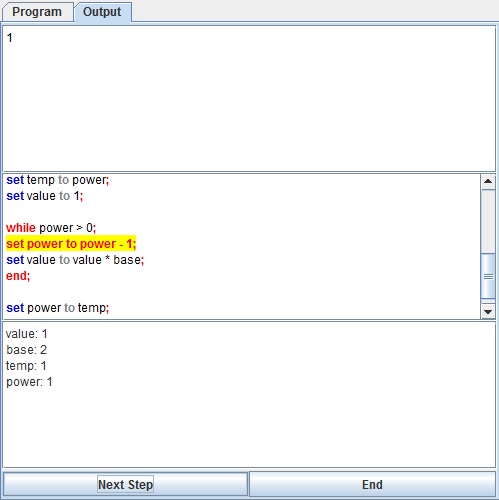 Program Output
1
set temp to power;
set value to 1;
while power > 0;
set power to power - 1;
set value to value * base;
end;
set power to temp;
value: 1
base: 2
temp: 1
power: 1
Next Step End